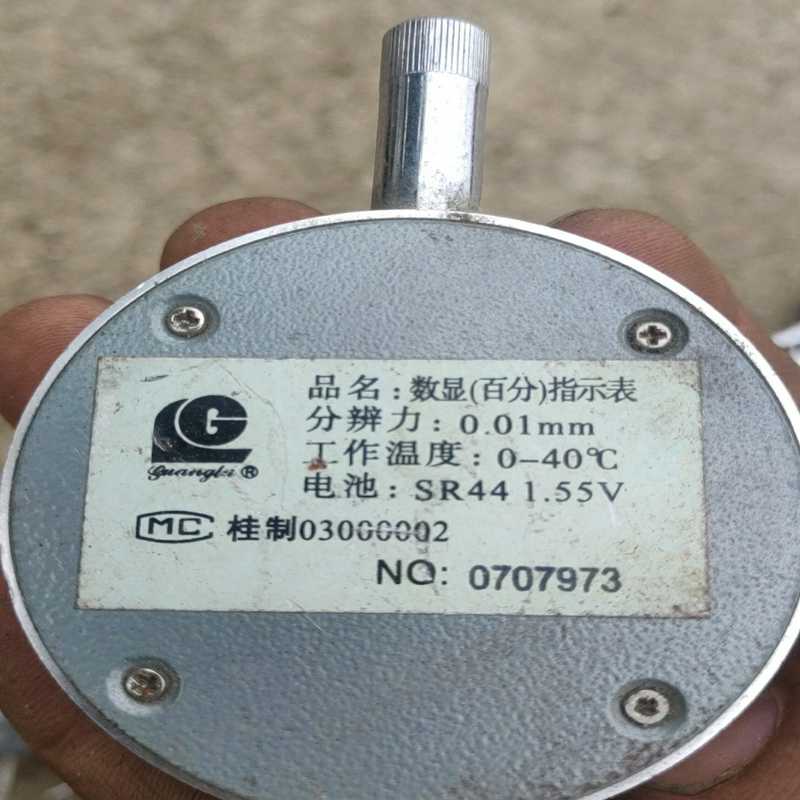 品名：数显(百分)指示表
分辨力：0.01mm
工作温度：0-40℃
电池：SR44 1.55V
G
Guanglu®
MC 桂制03000002
NO: 0707973